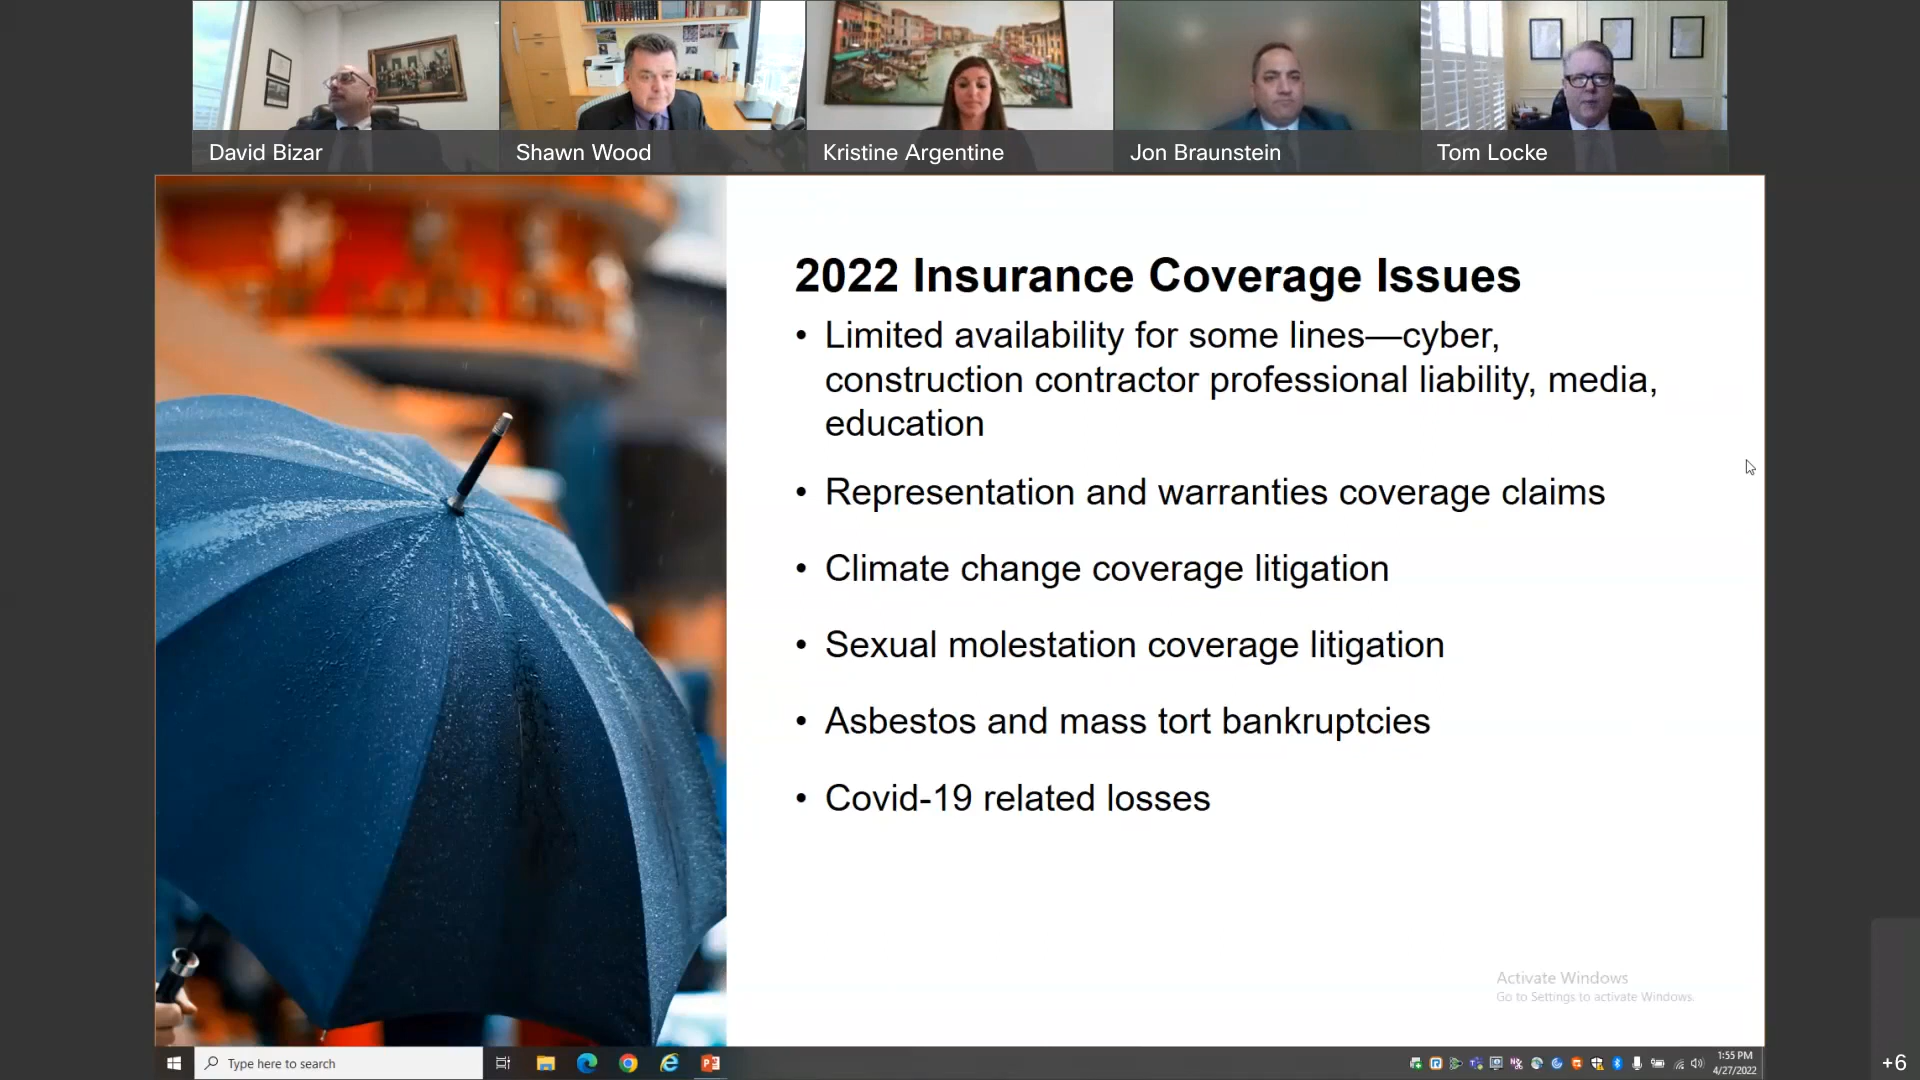 David Bizar
Shawn Wood
Kristine Argentine
Jon Braunstein
Tom Locke
2022 Insurance Coverage Issues
• Limited availability for some lines—cyber,
construction contractor professional liability, media,
education
• Representation and warranties coverage claims
• Climate change coverage litigation
• Sexual molestation coverage litigation
• Asbestos and mass tort bankruptcies
• Covid-19 related losses
Activate Windows
Go to Settings to activate Windows.
Type here to search
1:55 PM
4/27/2022
+6